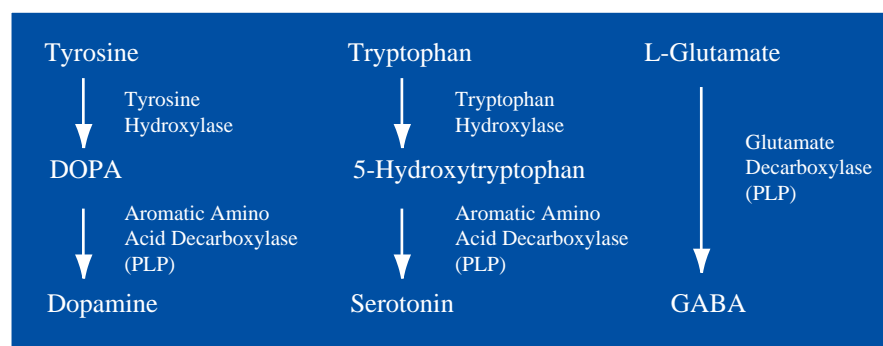 Tyrosine
Tyrosine
Hydroxylase
DOPA
Aromatic Amino
Acid Decarboxylase
(PLP)
Dopamine
Tryptophan
Tryptophan
Hydroxylase
5-Hydroxytryptophan
Aromatic Amino
Acid Decarboxylase
(PLP)
Serotonin
L-Glutamate
Glutamate
Decarboxylase
(PLP)
GABA